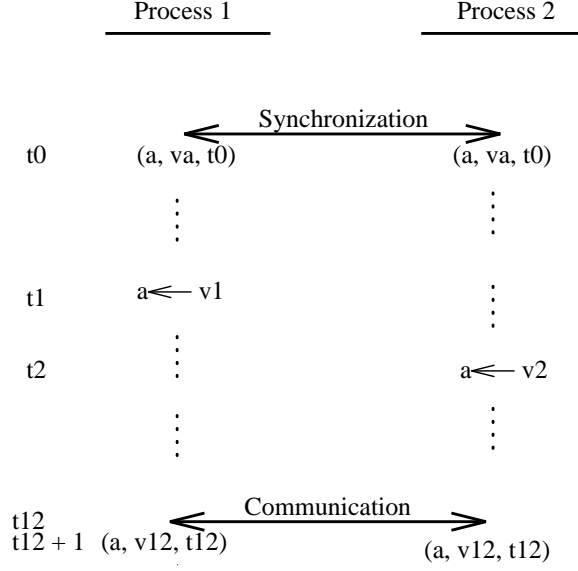 Process 1 Process 2
Synchronization
t0 (a, va, t0) (a, va, t0)
t1 a v1
t2 a v2
Communication
t12
t12 + 1 (a, v12, t12) (a, v12, t12)